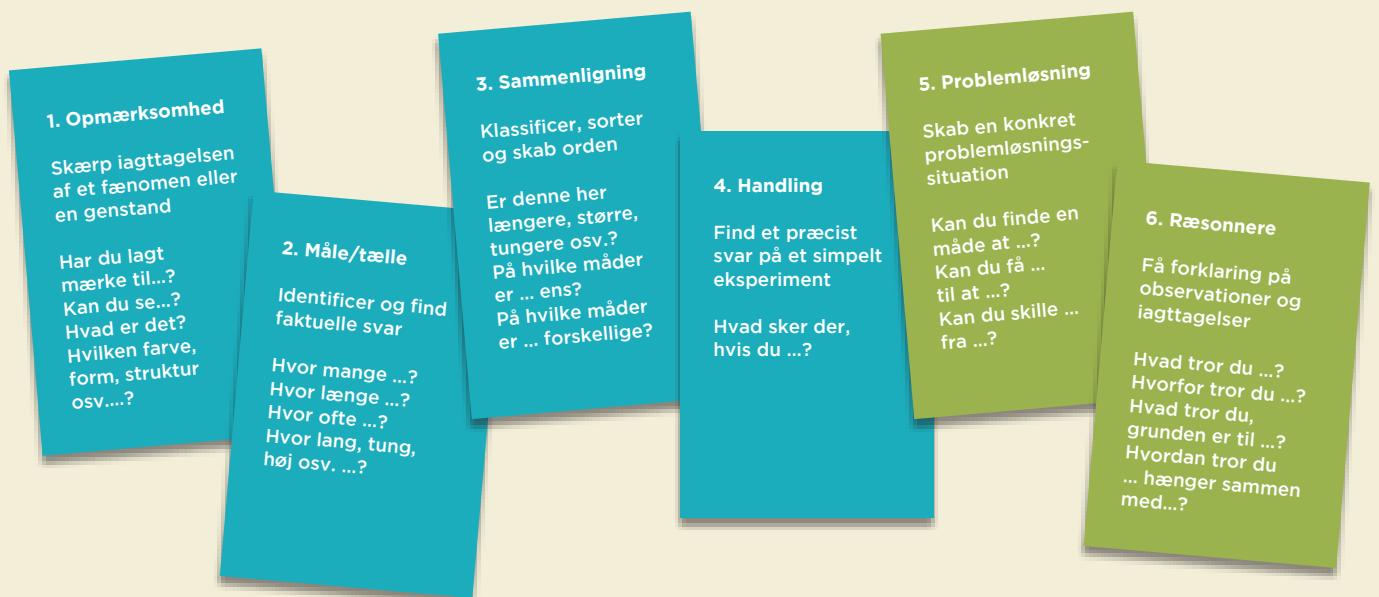 1. Opmærksomhed
Skærp iagttagelsen
af et fænomen eller
en genstand
Har du lagt
mærke til...?
Kan du se...?
Hvad er det?
Hvilken farve,
form, struktur
osv....?
2. Måle/tælle
Identificer og find
faktuelle svar
Hvor mange ...?
Hvor længe ...?
Hvor ofte ...?
Hvor lang, tung,
høj osv. ...?
3. Sammenligning
Klassificer, sorter
og skab orden
Er denne her
længere, større,
tungere osv.?
På hvilke måder
er ... ens?
På hvilke måder
er ... forskellige?
4. Handling
Find et præcist
svar på et simpelt
eksperiment
Hvad sker der,
hvis du ...?
5. Problemløsning
Skab en konkret
problemløsnings-
situation
Kan du finde en
måde at ...?
Kan du få ...
til at ...?
Kan du skille ...
fra ...?
6. Ræsonnere
Få forklaring på
observationer og
iagttagelser
Hvad tror du ...?
Hvorfor tror du ...?
Hvad tror du,
grunden er til ...?
Hvordan tror du
... hænger sammen
med...?